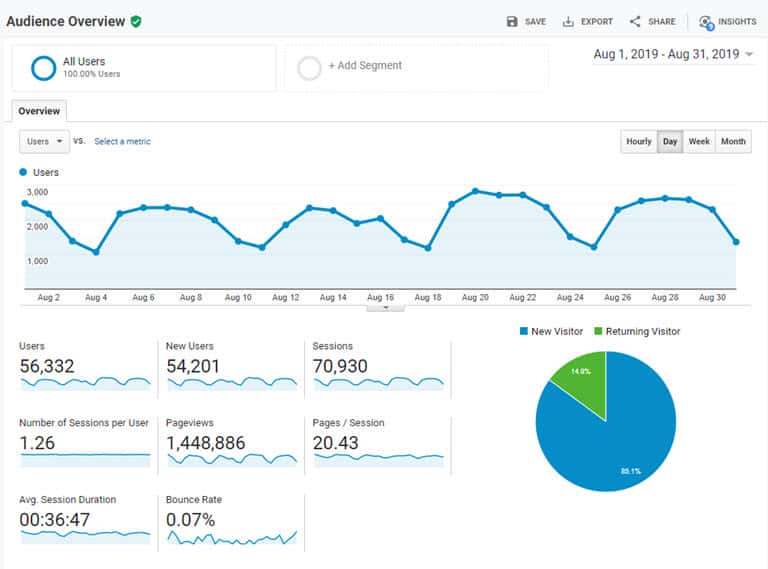 Audience Overview
SAVE EXPORT SHARE INSIGHTS
All Users
100.00% Users
+ Add Segment
Aug 1, 2019 - Aug 31, 2019
Overview
Users VS. Select a metric
Hourly Day Week Month
Users
3,000
2,000
1,000
Aug 2 Aug 4 Aug 6 Aug 8 Aug 10 Aug 12 Aug 14 Aug 16 Aug 18 Aug 20 Aug 22 Aug 24 Aug 26 Aug 28 Aug 30
New Visitor Returning Visitor
Users
56,332
New Users
54,201
Sessions
70,930
Number of Sessions per User
1.26
Pageviews
1,448,886
Pages / Session
20.43
Avg. Session Duration
00:36:47
Bounce Rate
0.07%